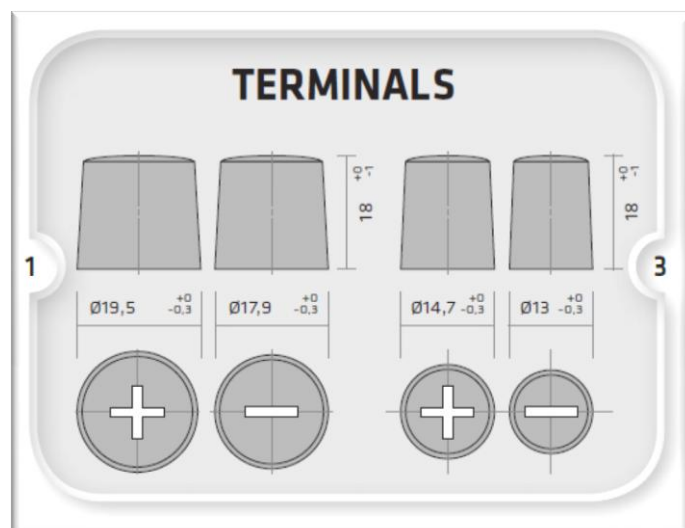 TERMINALS
18 +0 -1
18 +0 -1
1
3
Ø19,5 +0 -0,3
Ø17,9 +0 -0,3
Ø14,7 +0 -0,3
Ø13 +0 -0,3